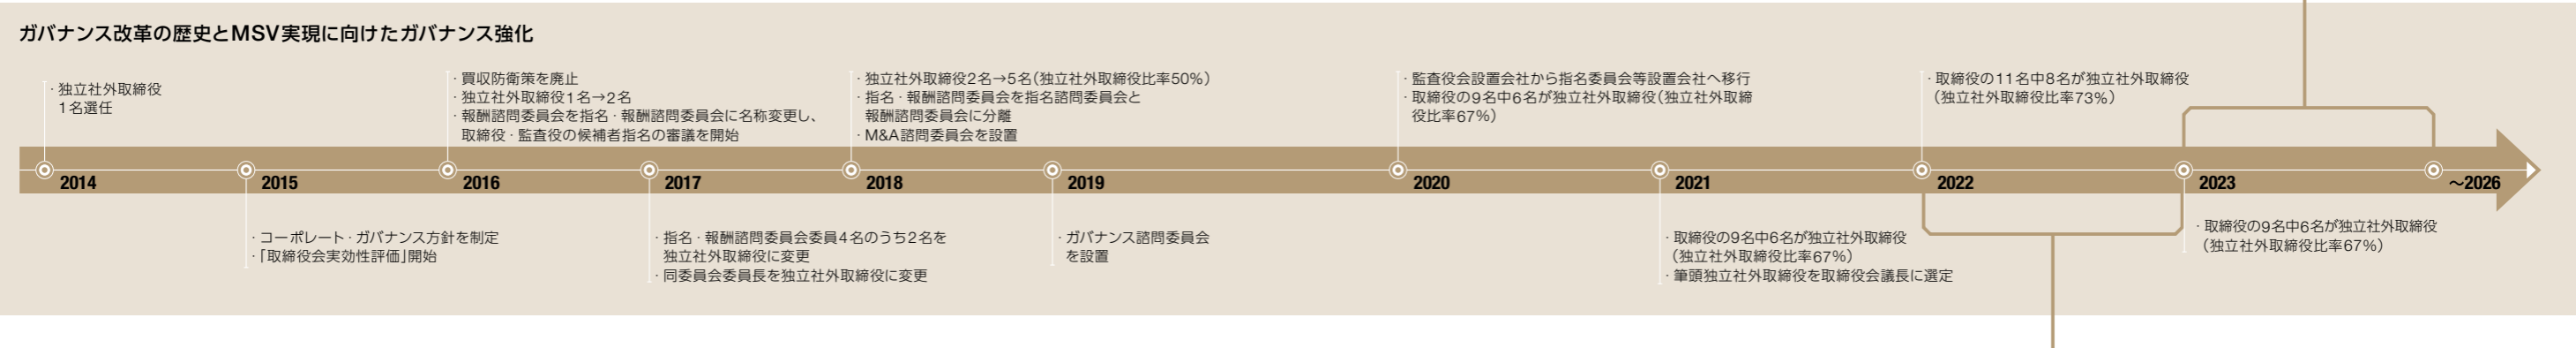 ガバナンス改革の歴史とMSV実現に向けたガバナンス強化
・独立社外取締役
1名選任
・買収防衛策を廃止
・独立社外取締役1名→2名
・報酬諮問委員会を指名・報酬諮問委員会に名称変更し、
取締役・監査役の候補者指名の審議を開始
・独立社外取締役2名→5名(独立社外取締役比率50%)
・指名・報酬諮問委員会を指名諮問委員会と
報酬諮問委員会に分離
・M&A諮問委員会を設置
・監査役会設置会社から指名委員会等設置会社へ移行
・取締役の9名中6名が独立社外取締役(独立社外取締
役比率67%)
・取締役の11名中8名が独立社外取締役
(独立社外取締役比率73%)
2014
2015
2016
2017
2018
2019
2020
2021
2022
2023
〜2026
・コーポレート・ガバナンス方針を制定
・「取締役会実効性評価」開始
・指名・報酬諮問委員会委員4名のうち2名を
独立社外取締役に変更
・同委員会委員長を独立社外取締役に変更
・ガバナンス諮問委員会
を設置
・取締役の9名中6名が独立社外取締役
(独立社外取締役比率67%)
・筆頭独立社外取締役を取締役会議長に選定
・取締役の9名中6名が独立社外取締役
(独立社外取締役比率67%)